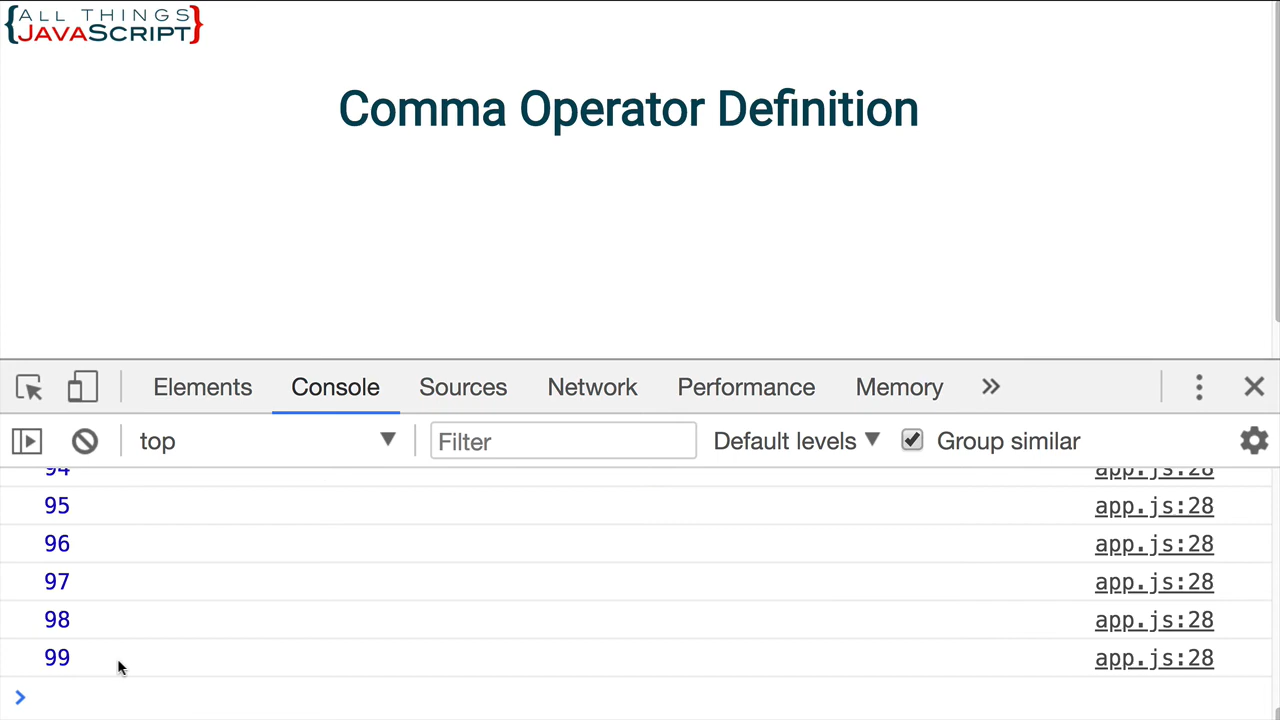 {ALL THINGS
JAVASCRIPT}
Comma Operator Definition
Elements Console Sources Network Performance Memory »
top Filter Default levels Group similar
94 app.js:28
95 app.js:28
96 app.js:28
97 app.js:28
98 app.js:28
99 app.js:28
>